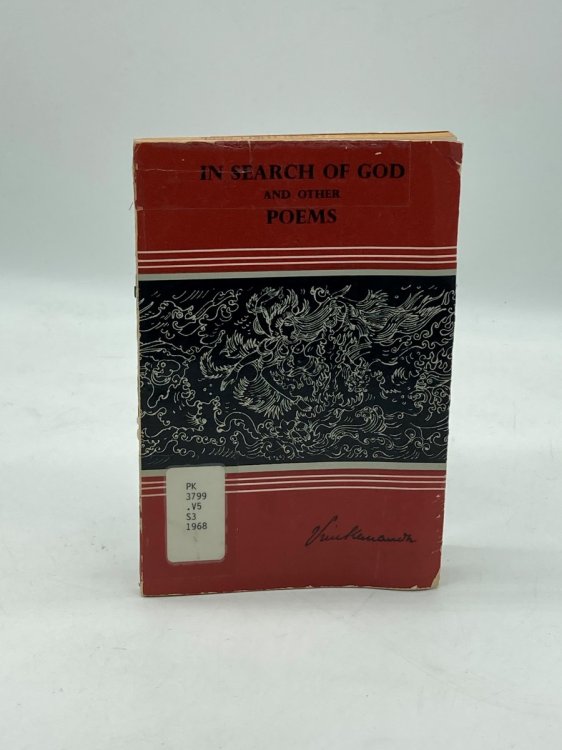 IN SEARCH OF GOD
AND OTHER
POEMS
PK
3799
.V5
S3
1968
Vivekananda